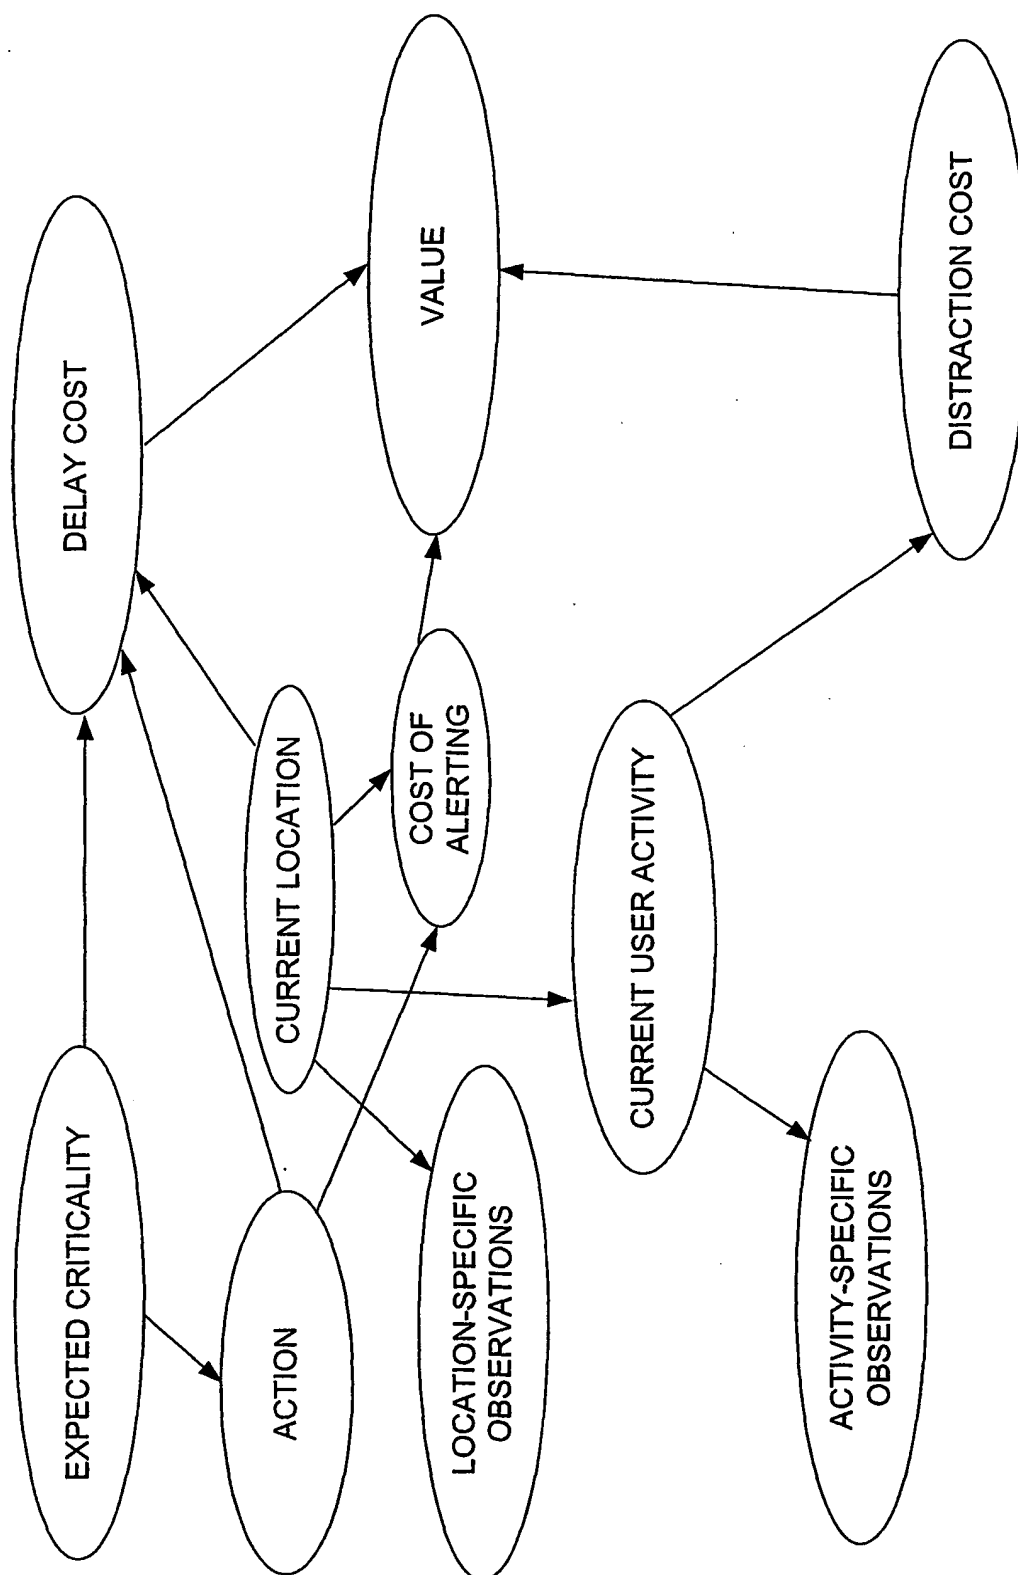 EXPECTED CRITICALITY
DELAY COST
ACTION
CURRENT LOCATION
LOCATION-SPECIFIC
OBSERVATIONS
COST OF
ALERTING
VALUE
CURRENT USER ACTIVITY
ACTIVITY-SPECIFIC
OBSERVATIONS
DISTRACTION COST